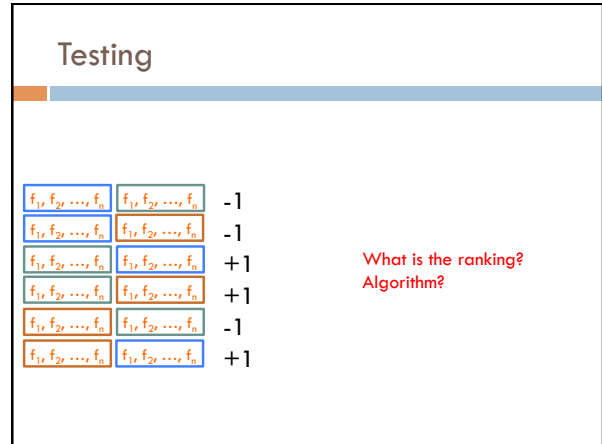 Testing
f₁, f₂, …, fₙ f₁, f₂, …, fₙ -1
f₁, f₂, …, fₙ f₁, f₂, …, fₙ -1
f₁, f₂, …, fₙ f₁, f₂, …, fₙ +1
f₁, f₂, …, fₙ f₁, f₂, …, fₙ +1
f₁, f₂, …, fₙ f₁, f₂, …, fₙ -1
f₁, f₂, …, fₙ f₁, f₂, …, fₙ +1
What is the ranking?
Algorithm?